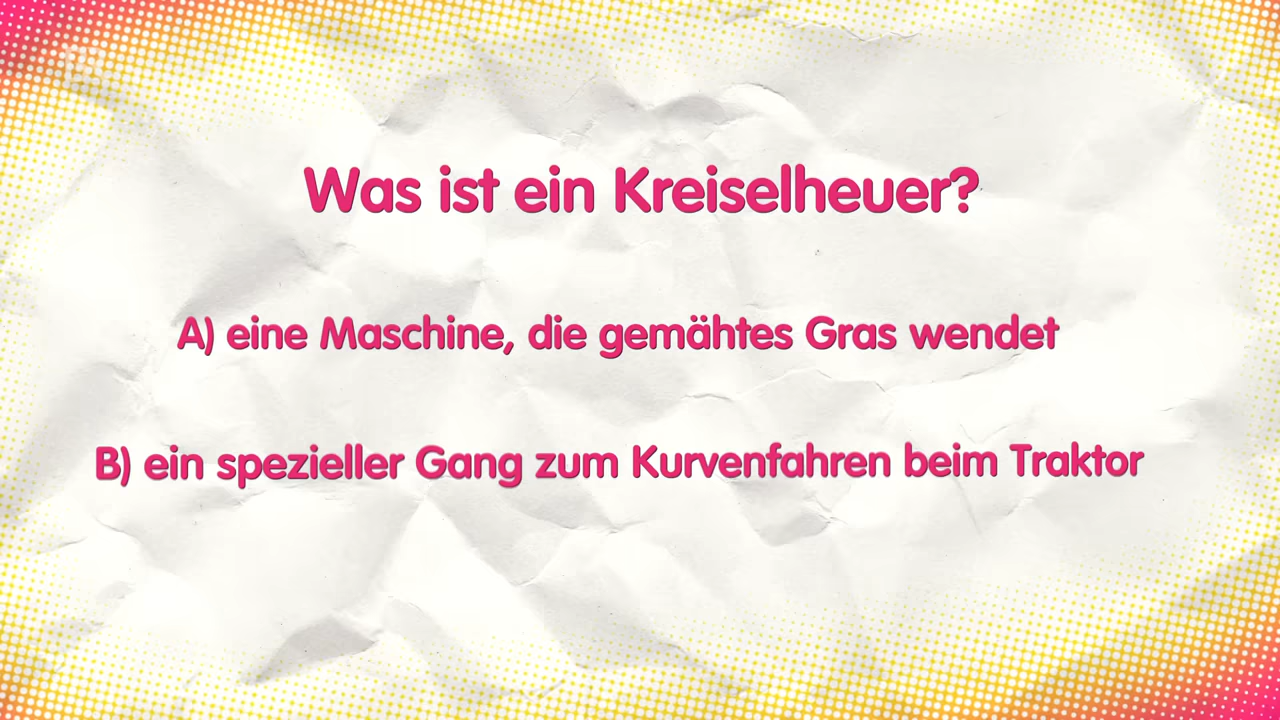 Was ist ein Kreiselheuer?
A) eine Maschine, die gemähtes Gras wendet
B) ein spezieller Gang zum Kurvenfahren beim Traktor